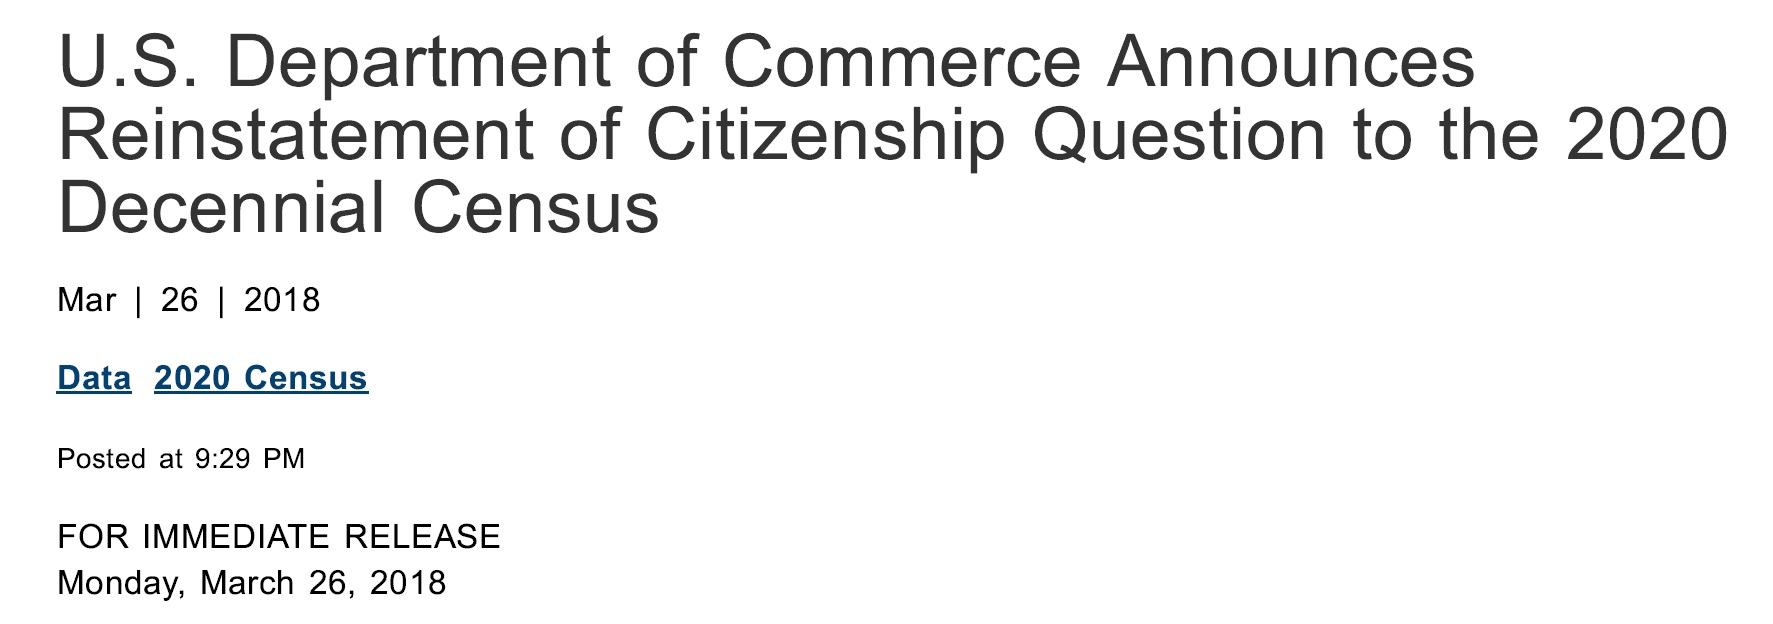 U.S. Department of Commerce Announces
Reinstatement of Citizenship Question to the 2020
Decennial Census
Mar | 26 | 2018
Data 2020 Census
Posted at 9:29 PM
FOR IMMEDIATE RELEASE
Monday, March 26, 2018